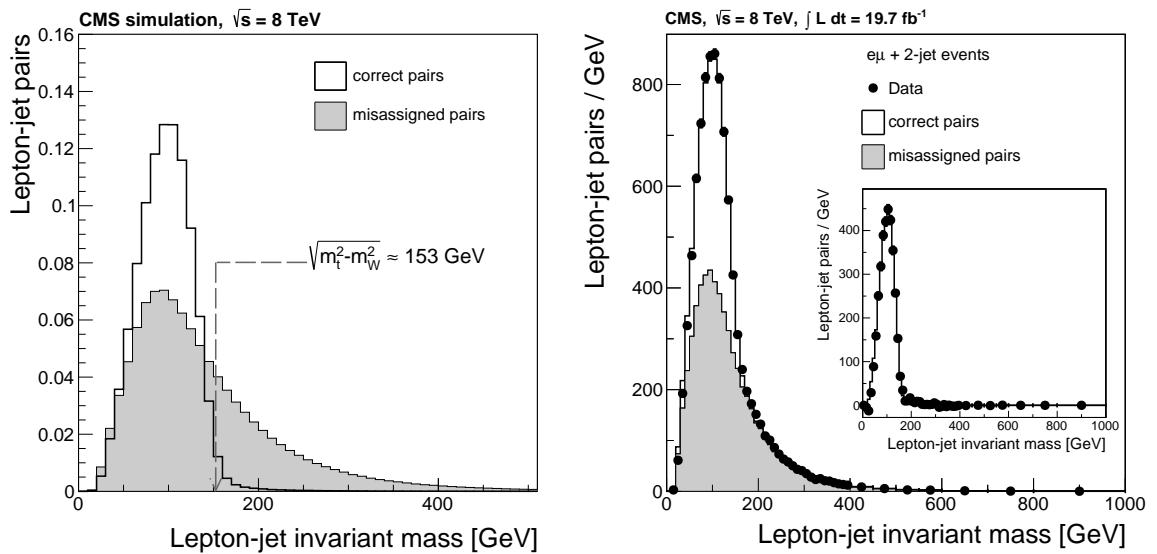 CMS simulation, √s = 8 TeV
Lepton-jet pairs
0.16
0.14
0.12
0.1
0.08
0.06
0.04
0.02
0
correct pairs
misassigned pairs
√m_t^2-m_W^2 ≈ 153 GeV
0 200 400
Lepton-jet invariant mass [GeV]
CMS, √s = 8 TeV, ∫ L dt = 19.7 fb⁻¹
Lepton-jet pairs / GeV
800
600
400
200
0
eμ + 2-jet events
Data
correct pairs
misassigned pairs
Lepton-jet pairs / GeV
400
300
200
100
0
0 200 400 600 800 1000
Lepton-jet invariant mass [GeV]
0 200 400 600 800 1000
Lepton-jet invariant mass [GeV]